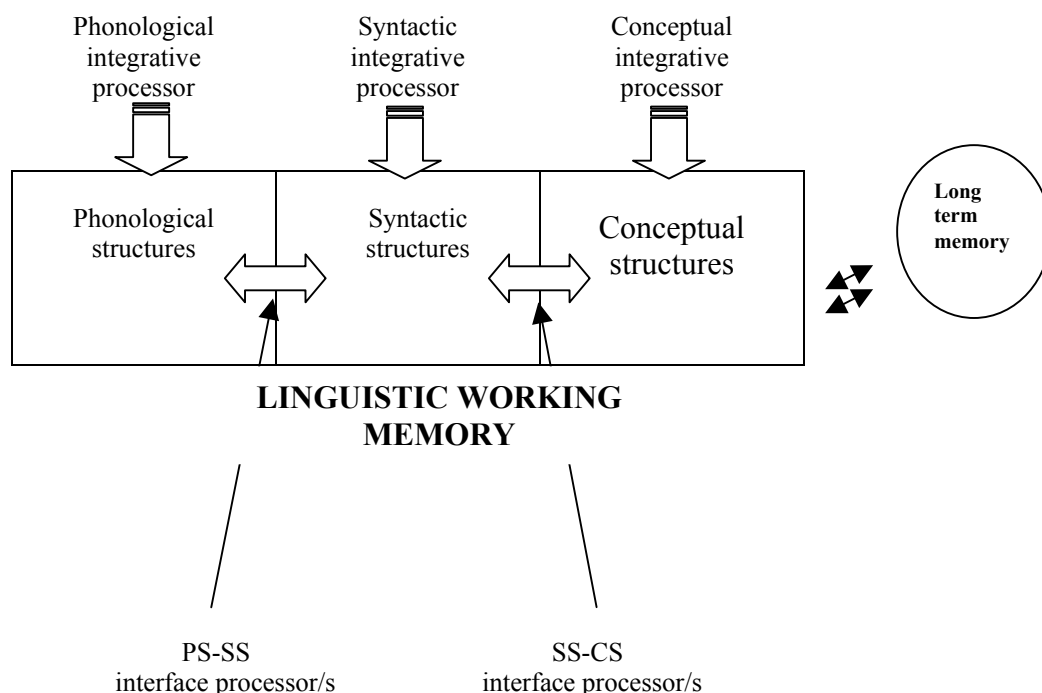 Phonological
integrative
processor
Syntactic
integrative
processor
Conceptual
integrative
processor
Phonological
structures
Syntactic
structures
Conceptual
structures
Long
term
memory
LINGUISTIC WORKING
MEMORY
PS-SS
interface processor/s
SS-CS
interface processor/s